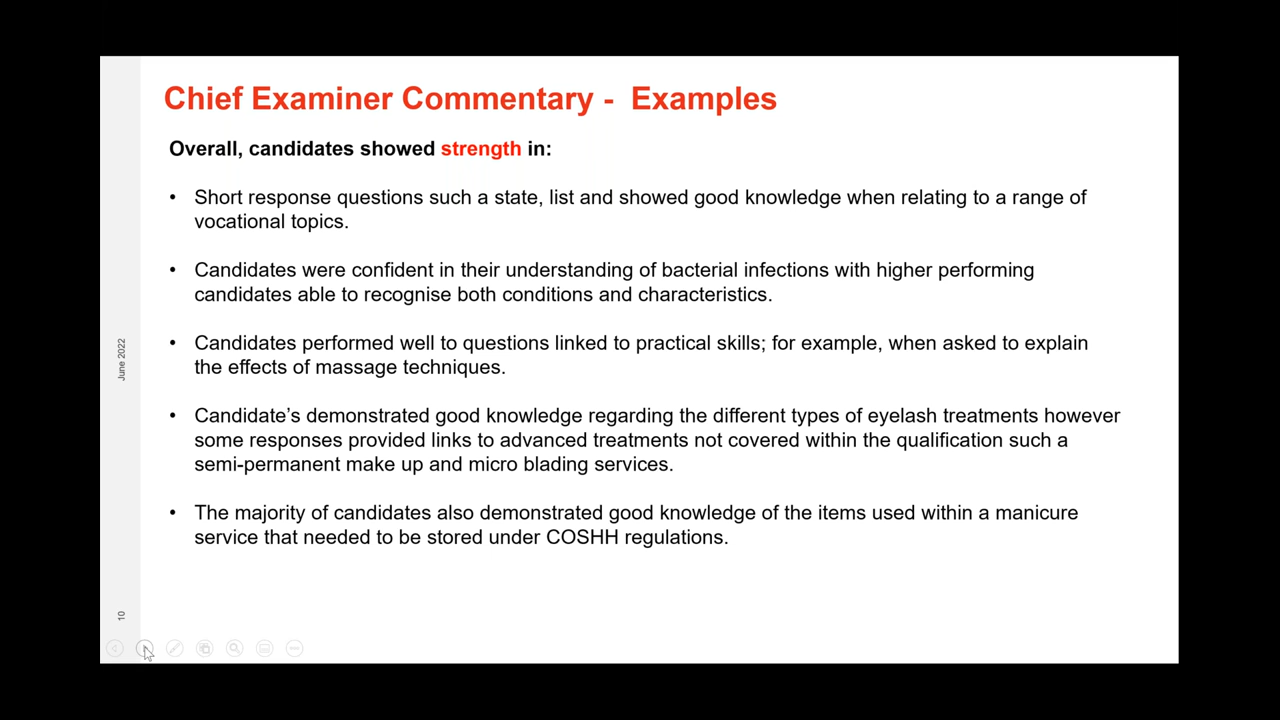 Chief Examiner Commentary - Examples
Overall, candidates showed strength in:
• Short response questions such a state, list and showed good knowledge when relating to a range of
vocational topics.
• Candidates were confident in their understanding of bacterial infections with higher performing
candidates able to recognise both conditions and characteristics.
• Candidates performed well to questions linked to practical skills; for example, when asked to explain
the effects of massage techniques.
• Candidate’s demonstrated good knowledge regarding the different types of eyelash treatments however
some responses provided links to advanced treatments not covered within the qualification such a
semi-permanent make up and micro blading services.
• The majority of candidates also demonstrated good knowledge of the items used within a manicure
service that needed to be stored under COSHH regulations.
June 2022
10